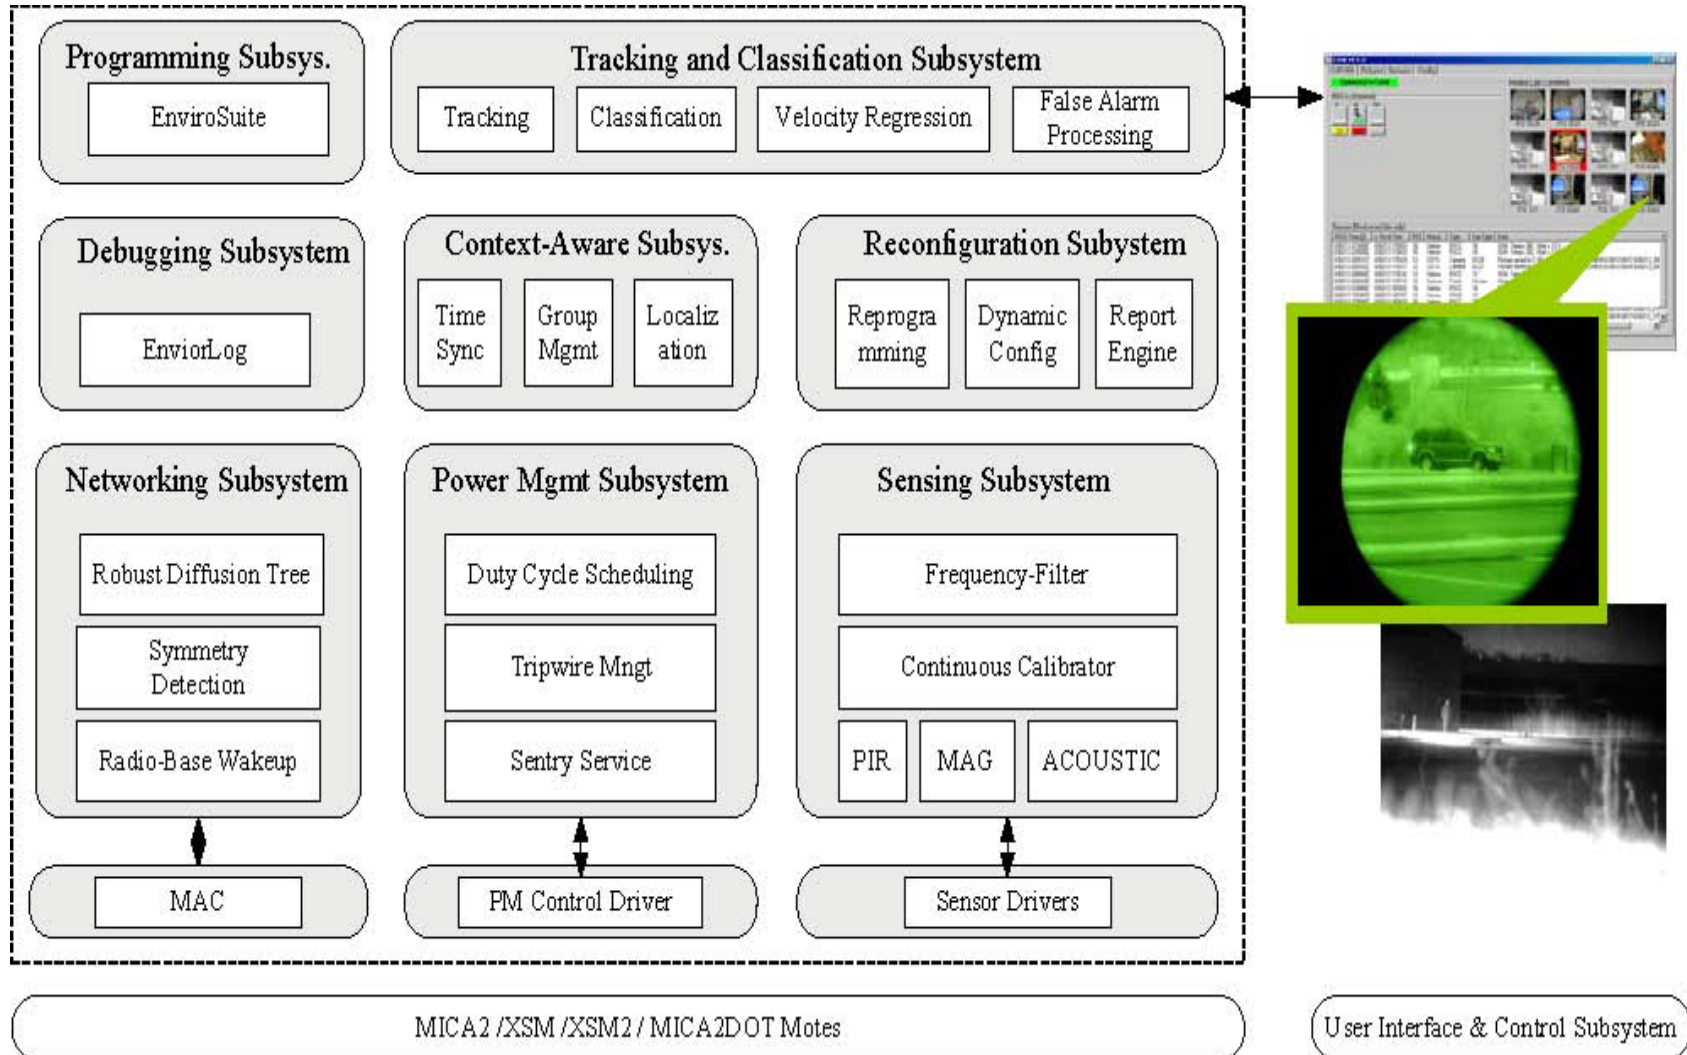 Programming Subsys.
EnviroSuite
Tracking and Classification Subsystem
Tracking
Classification
Velocity Regression
False Alarm
Processing
Debugging Subsystem
EnviorLog
Context-Aware Subsys.
Time
Sync
Group
Mgmt
Localiz
ation
Reconfiguration Subystem
Reprogra
mming
Dynamic
Config
Report
Engine
Networking Subsystem
Robust Diffusion Tree
Symmetry
Detection
Radio-Base Wakeup
Power Mgmt Subsystem
Duty Cycle Scheduling
Tripwire Mngt
Sentry Service
Sensing Subsystem
Frequency-Filter
Continuous Calibrator
PIR
MAG
ACOUSTIC
MAC
PM Control Driver
Sensor Drivers
MICA2 /XSM /XSM2 / MICA2DOT Motes
User Interface & Control Subsystem